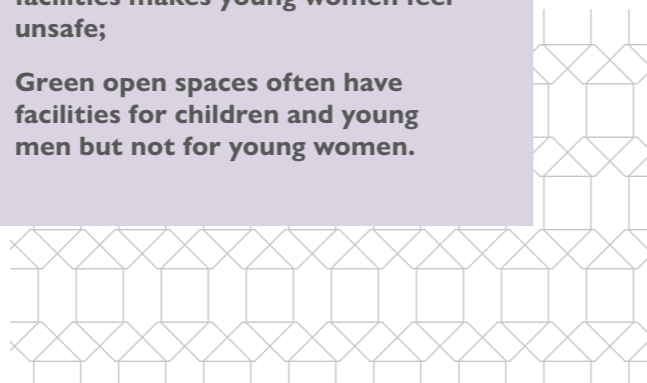 facilities makes young women feel
unsafe;
Green open spaces often have
facilities for children and young
men but not for young women.